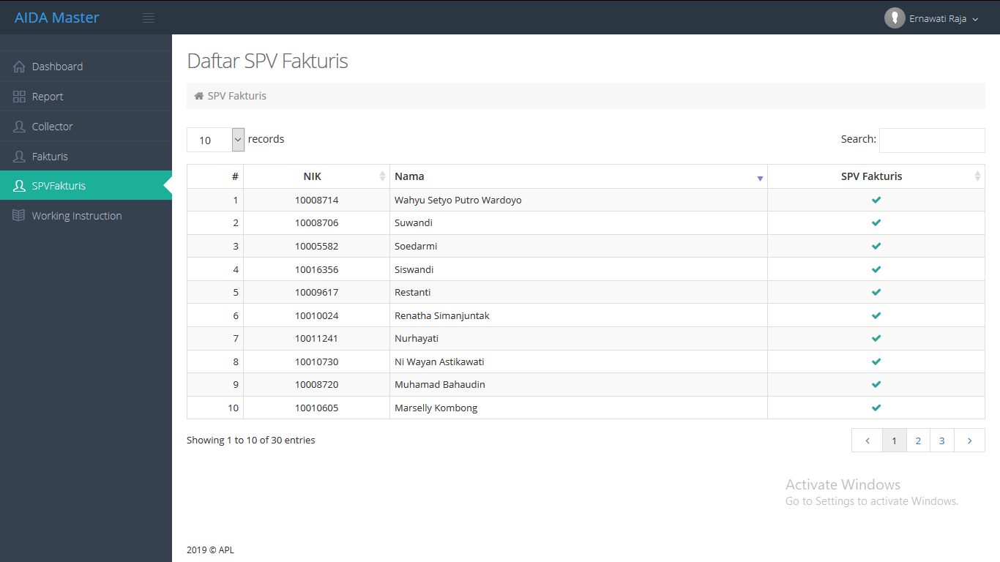 AIDA Master
Ernawati Raja
Dashboard
Report
Collector
Fakturis
SPVFakturis
Working Instruction
Daftar SPV Fakturis
SPV Fakturis
10 records
Search:
# NIK Nama SPV Fakturis
1 10008714 Wahyu Setyo Putro Wardoyo
2 10008706 Suwandi
3 10005582 Soedarmi
4 10016356 Siswandi
5 10009617 Restanti
6 10010024 Renatha Simanjuntak
7 10011241 Nurhayati
8 10010730 Ni Wayan Astikawati
9 10008720 Muhamad Bahaudin
10 10010605 Marselly Kombong
Showing 1 to 10 of 30 entries
1 2 3
Activate Windows
Go to Settings to activate Windows.
2019 © APL